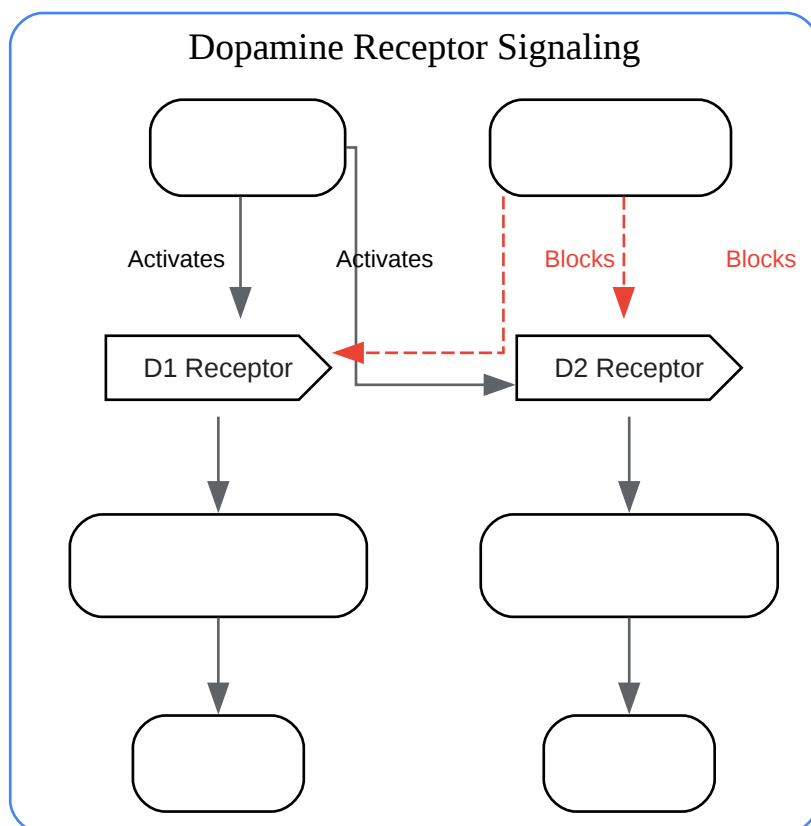 Dopamine Receptor Signaling
Activates
Activates
Blocks
Blocks
D1 Receptor
D2 Receptor